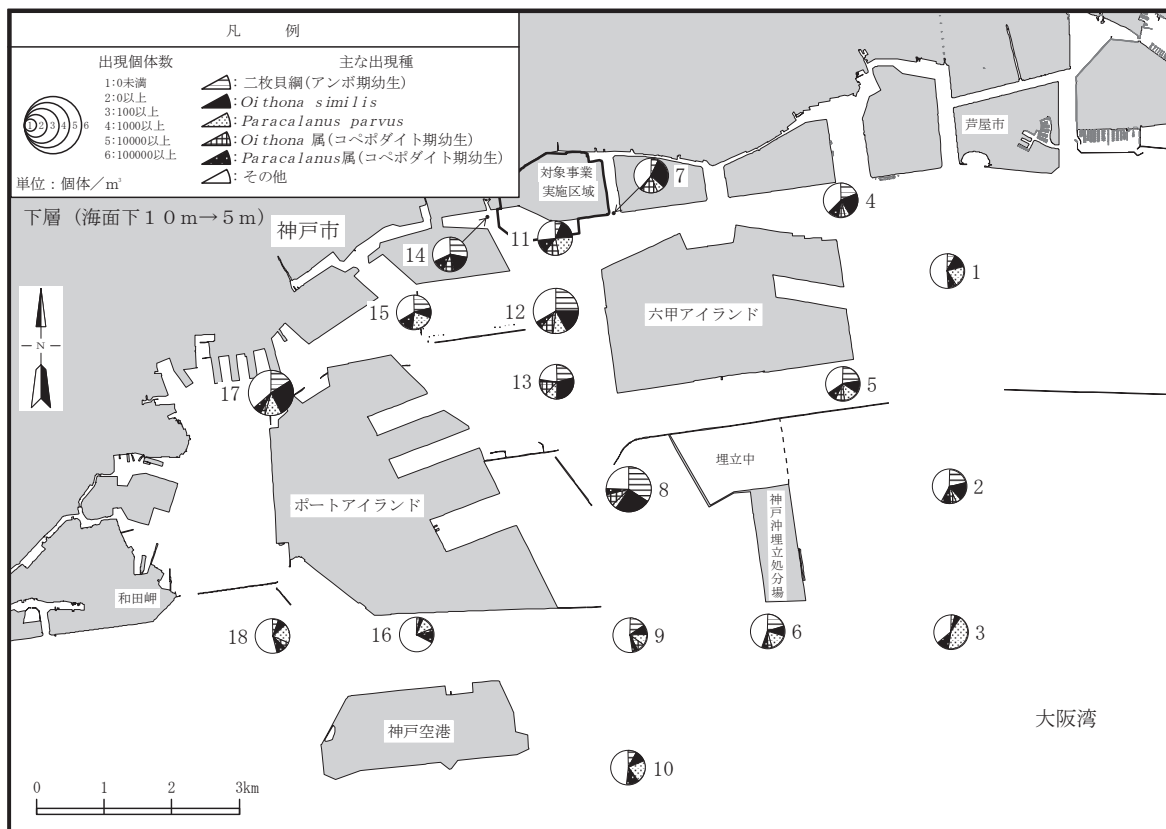 凡　　例
出現個体数
主な出現種
1:0未満
2:0以上
3:100以上
4:1000以上
5:10000以上
6:100000以上
1 2 3 4 5 6
:二枚貝綱(アンボ期幼生)
:Oithona similis
:Paracalanus parvus
:Oithona 属(コペポダイト期幼生)
:Paracalanus属(コペポダイト期幼生)
:その他
単位：個体／m³
下層（海面下１０m→５m）
神戸市
対象事業
実施区域
芦屋市
7
4
11
14
1
15
12
六甲アイランド
N
13
5
17
埋立中
8
2
ポートアイランド
神戸沖埋立処分場
和田岬
18
16
9
6
3
大阪湾
神戸空港
10
0 1 2 3km